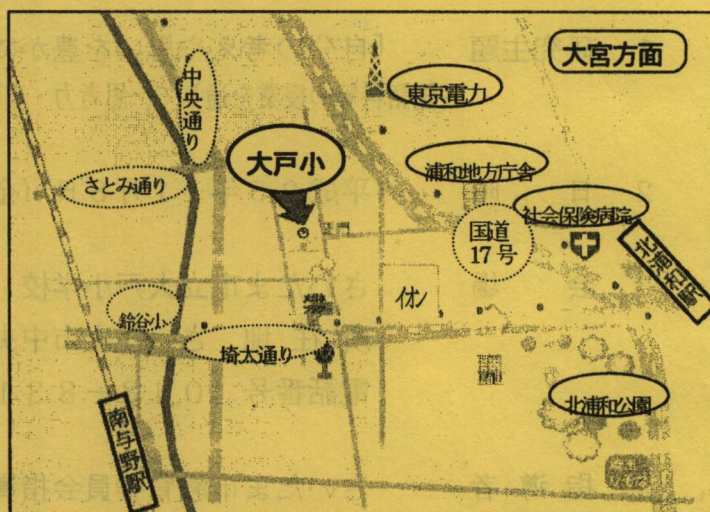 大宮方面
中央通り
東京電力
大戸小
浦和地方庁舎
さとみ通り
社会保険病院
国道
17号
北浦和駅
イオン
鈴谷小
埼大通り
北浦和公園
南与野駅